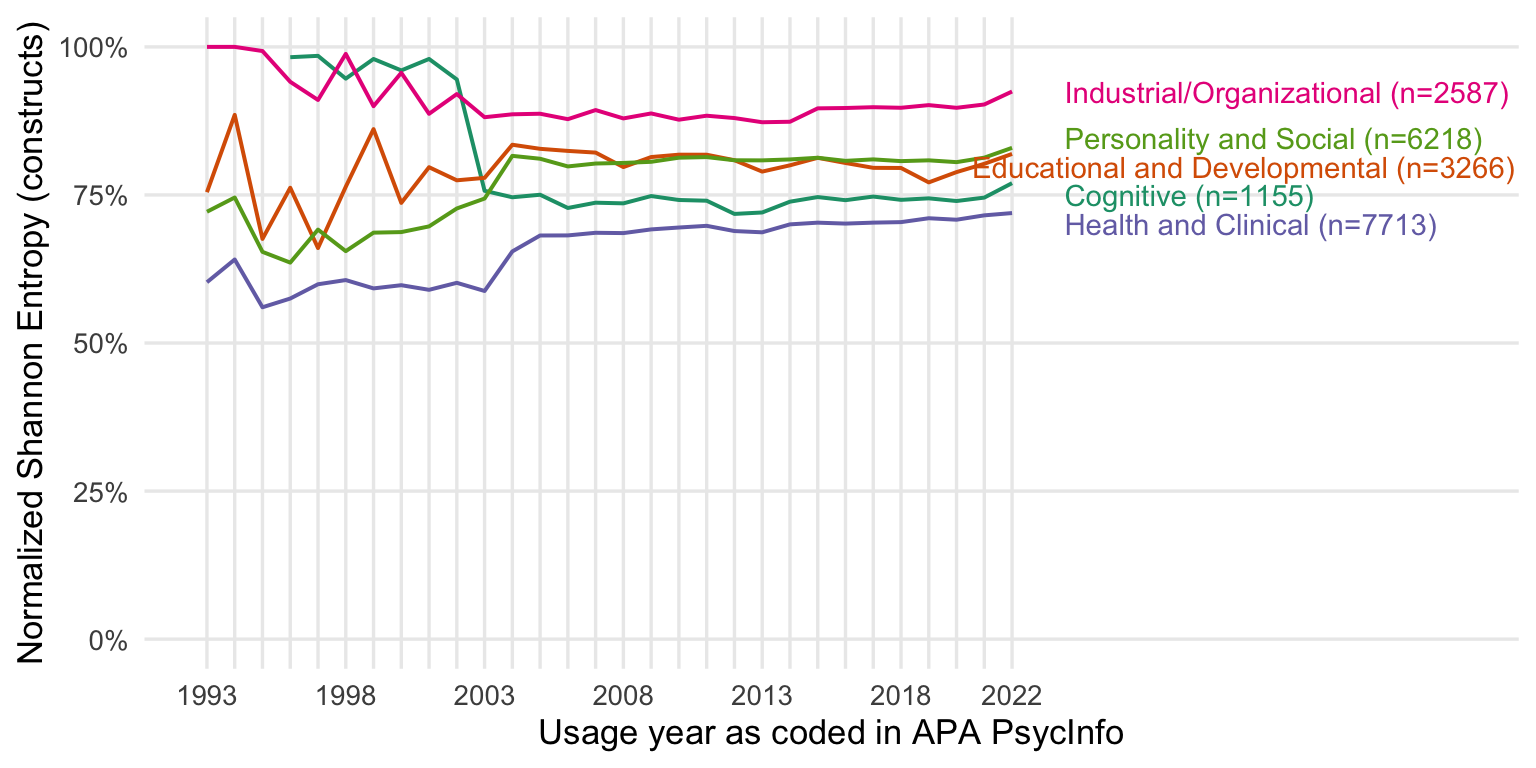 Normalized Shannon Entropy (constructs)
100%
75%
50%
25%
0%
Industrial/Organizational (n=2587)
Personality and Social (n=6218)
Educational and Developmental (n=3266)
Cognitive (n=1155)
Health and Clinical (n=7713)
1993 1998 2003 2008 2013 2018 2022
Usage year as coded in APA PsycInfo